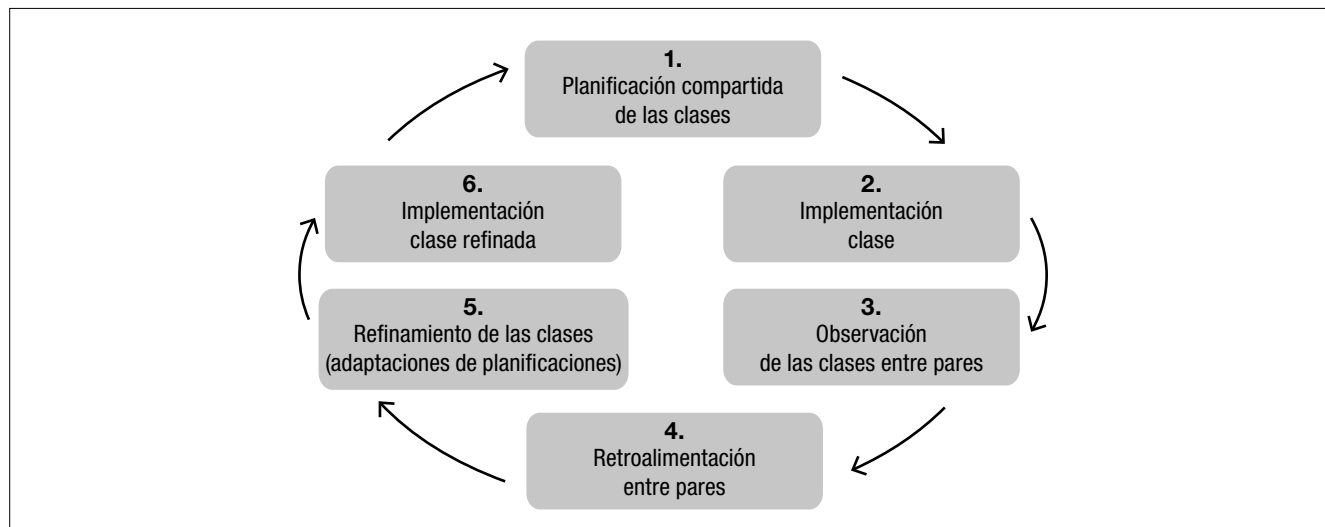 1.
Planificación compartida
de las clases
2.
Implementación
clase
3.
Observación
de las clases entre pares
4.
Retroalimentación
entre pares
5.
Refinamiento de las clases
(adaptaciones de planificaciones)
6.
Implementación
clase refinada